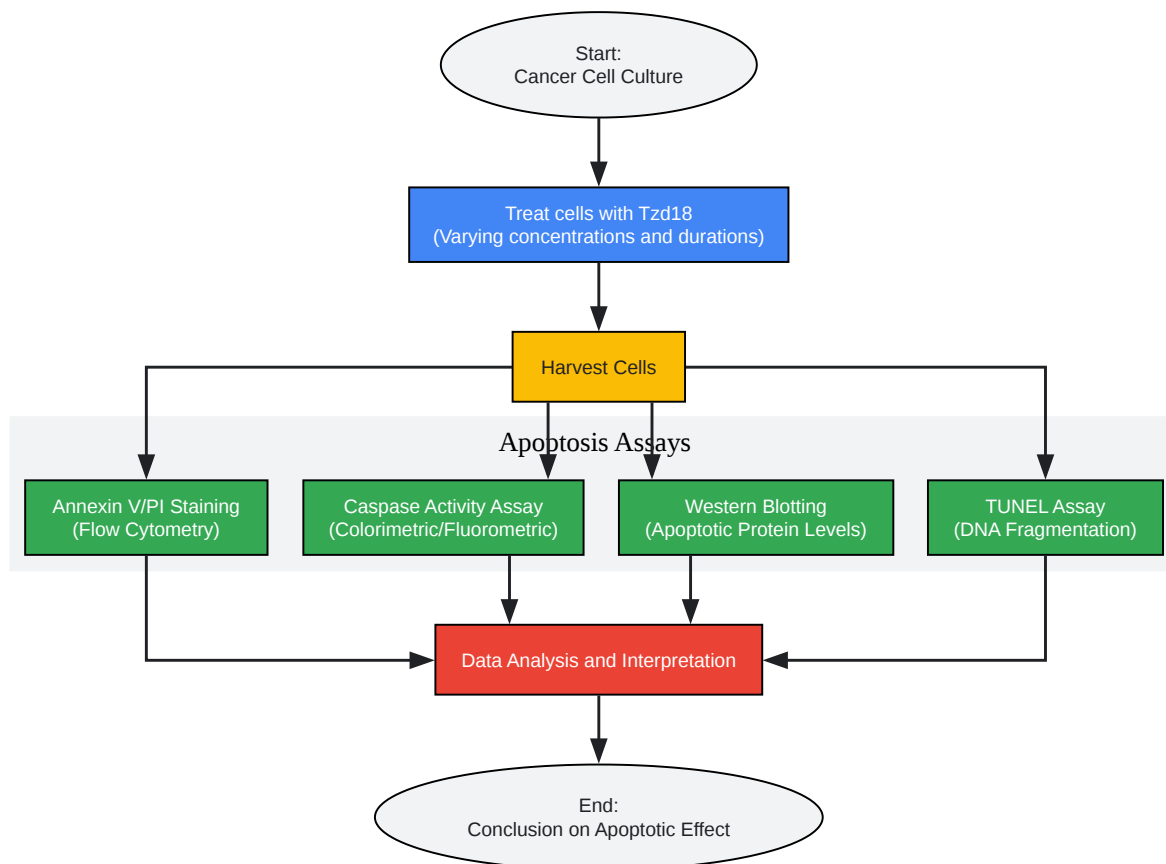 Start:
Cancer Cell Culture
Treat cells with Tzd18
(Varying concentrations and durations)
Harvest Cells
Apoptosis Assays
Annexin V/PI Staining
(Flow Cytometry)
Caspase Activity Assay
(Colorimetric/Fluorometric)
Western Blotting
(Apoptotic Protein Levels)
TUNEL Assay
(DNA Fragmentation)
Data Analysis and Interpretation
End:
Conclusion on Apoptotic Effect